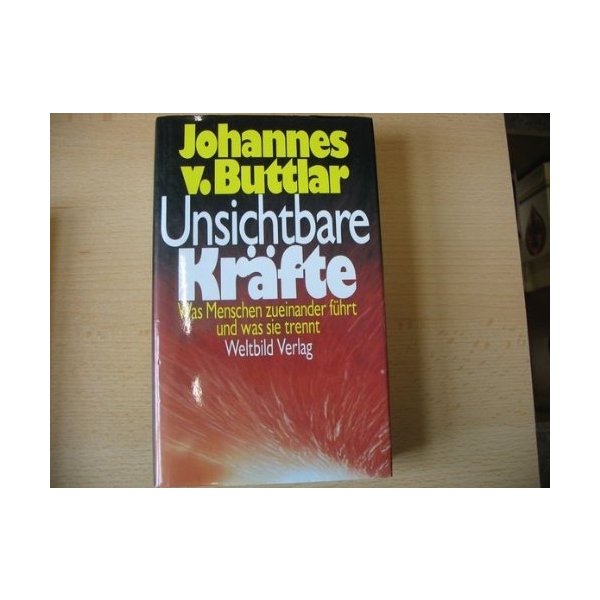 Johannes
v. Buttlar
Unsichtbare
Kräfte
Was Menschen zueinander führt
und was sie trennt
Weltbild Verlag